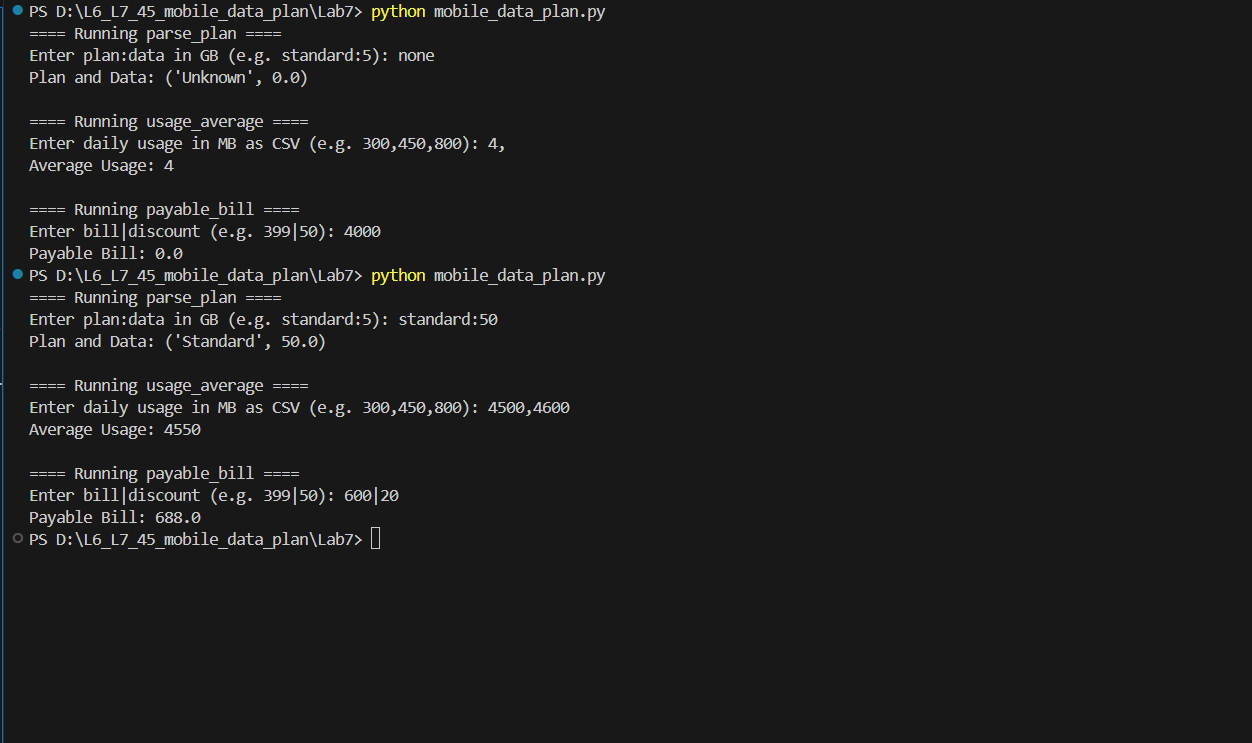 PS D:\L6_L7_45_mobile_data_plan\Lab7> python mobile_data_plan.py
==== Running parse_plan ====
Enter plan:data in GB (e.g. standard:5): none
Plan and Data: ('Unknown', 0.0)
==== Running usage_average ====
Enter daily usage in MB as CSV (e.g. 300,450,800): 4,
Average Usage: 4
==== Running payable_bill ====
Enter bill|discount (e.g. 399|50): 4000
Payable Bill: 0.0
PS D:\L6_L7_45_mobile_data_plan\Lab7> python mobile_data_plan.py
==== Running parse_plan ====
Enter plan:data in GB (e.g. standard:5): standard:50
Plan and Data: ('Standard', 50.0)
==== Running usage_average ====
Enter daily usage in MB as CSV (e.g. 300,450,800): 4500,4600
Average Usage: 4550
==== Running payable_bill ====
Enter bill|discount (e.g. 399|50): 600|20
Payable Bill: 688.0
PS D:\L6_L7_45_mobile_data_plan\Lab7>